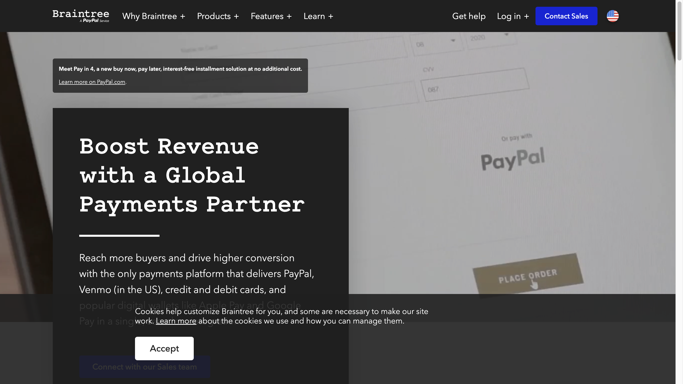 Braintree
A PayPal Service
Why Braintree +
Products +
Features +
Learn +
Get help
Log in +
Contact Sales
Meet Pay in 4, a new buy now, pay later, interest-free installment solution at no additional cost.
Learn more on PayPal.com.
Or pay with
PayPal
PLACE ORDER
Boost Revenue
with a Global
Payments Partner
Reach more buyers and drive higher conversion
with the only payments platform that delivers PayPal,
Venmo (in the US), credit and debit cards, and
popular digital wallets like Apple Pay and Google
Pay in a
Connect with our Sales team
Cookies help customize Braintree for you, and some are necessary to make our site
work. Learn more about the cookies we use and how you can manage them.
Accept